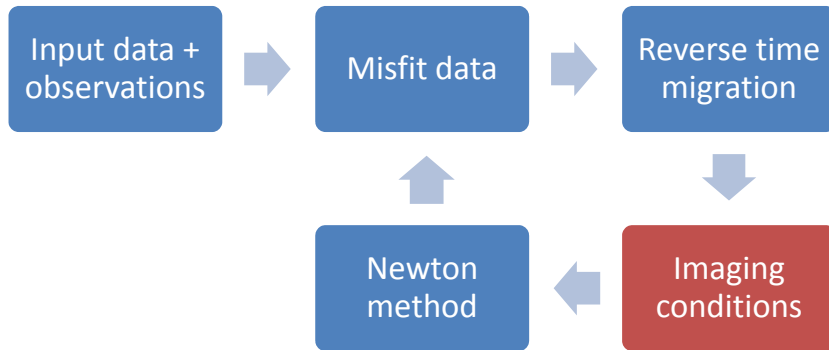 Input data +
observations
Misfit data
Reverse time
migration
Newton
method
Imaging
conditions